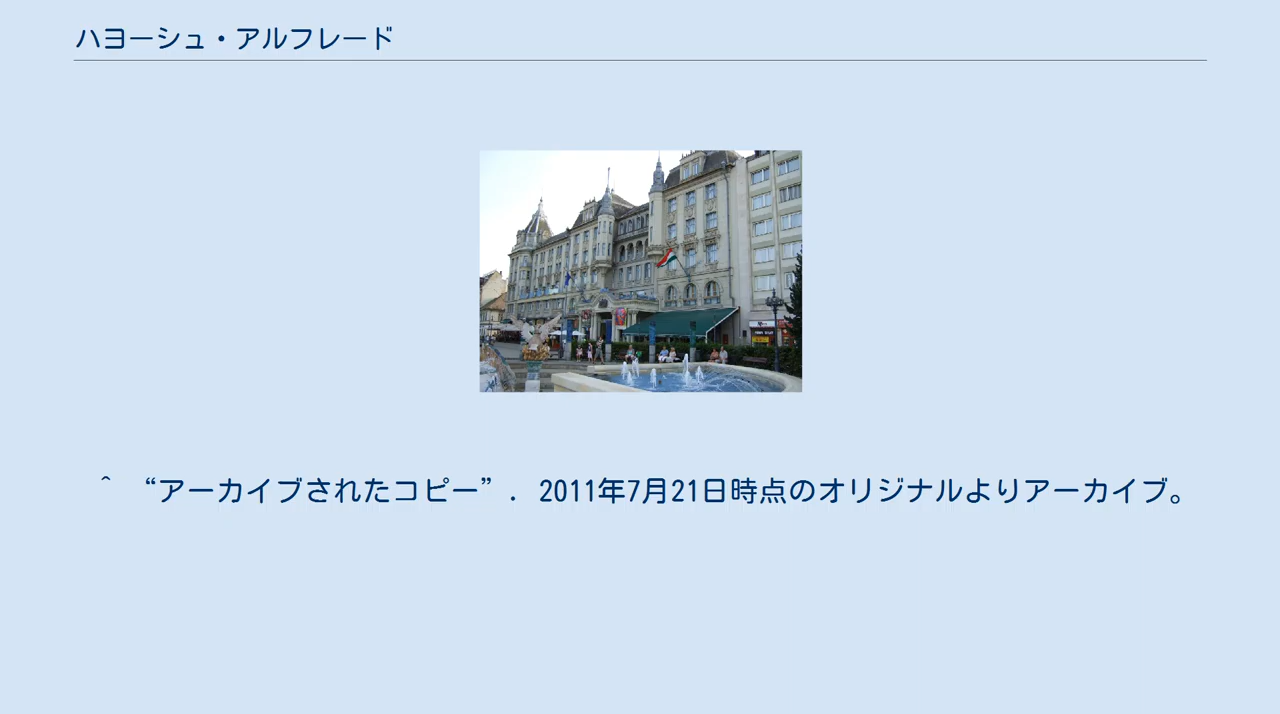 ハヨーシュ・アルフレード
^ “アーカイブされたコピー”. 2011年7月21日時点のオリジナルよりアーカイブ。